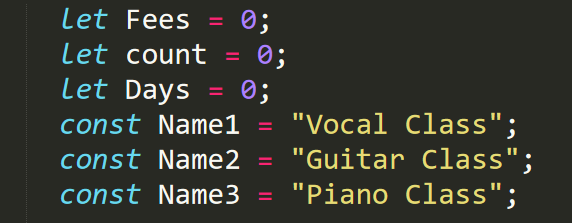 let Fees = 0;
let count = 0;
let Days = 0;
const Name1 = "Vocal Class";
const Name2 = "Guitar Class";
const Name3 = "Piano Class";